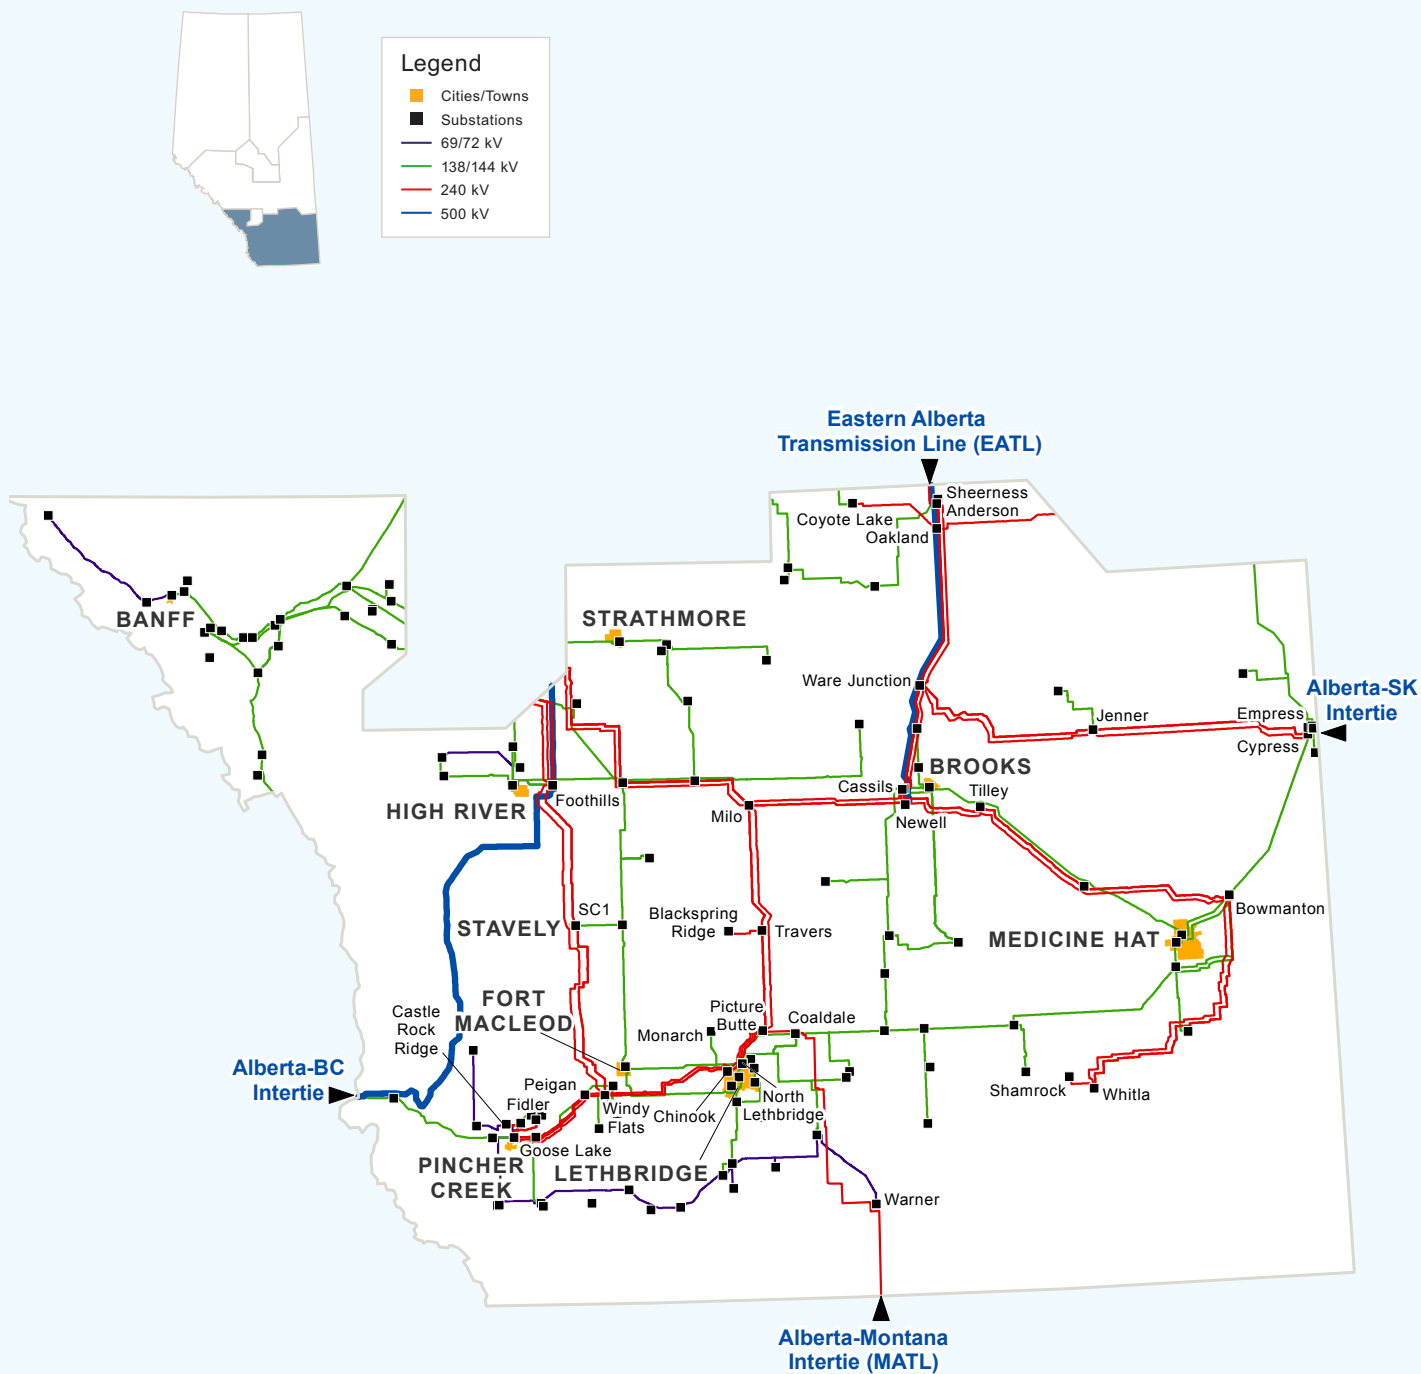 Legend
Cities/Towns
Substations
69/72 kV
138/144 kV
240 kV
500 kV
Eastern Alberta
Transmission Line (EATL)
Sheerness
Anderson
Coyote Lake
Oakland
BANFF
STRATHMORE
Ware Junction
Alberta-SK
Intertie
Jenner
Empress
Cypress
BROOKS
Cassils
Tilley
Foothills
HIGH RIVER
Milo
Newell
SC1
STAVELY
Blackspring
Ridge
Travers
Bowmanton
MEDICINE HAT
FORT
MACLEOD
Castle
Rock
Ridge
Picture
Butte
Coaldale
Monarch
Alberta-BC
Intertie
Peigan
Fidler
Windy
Flats
Chinook
North
Lethbridge
Shamrock
Whitla
Goose Lake
PINCHER
CREEK
LETHBRIDGE
Warner
Alberta-Montana
Intertie (MATL)